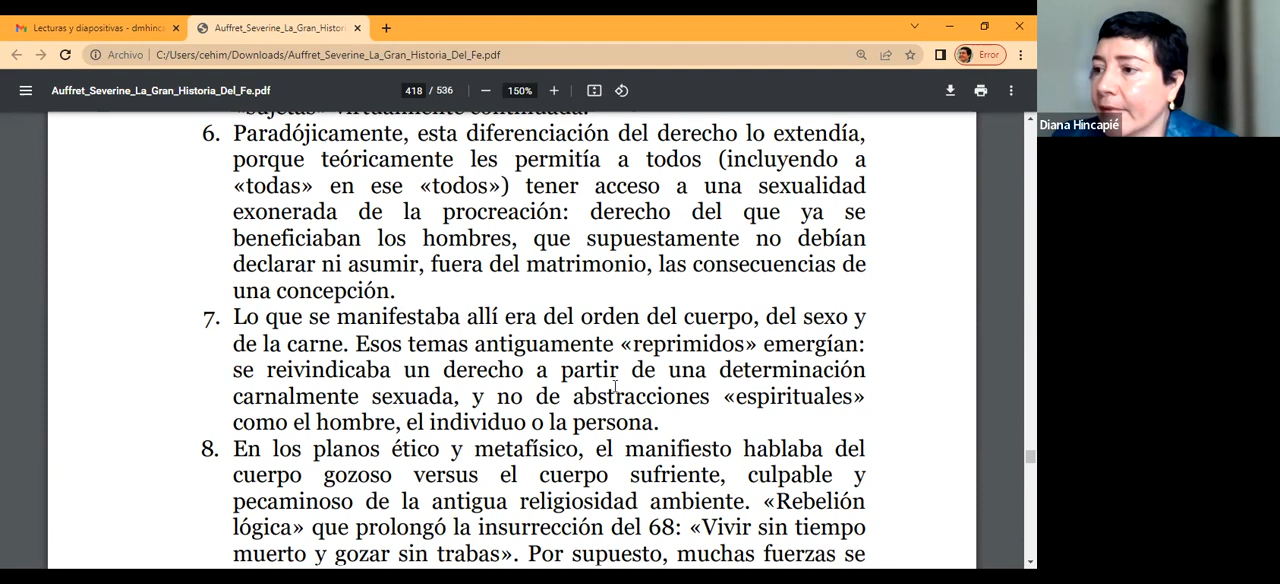 Lecturas y diapositivas - dmhinc
Auffret_Severine_La_Gran_Histor
Archivo
C:/Users/cehim/Downloads/Auffret_Severine_La_Gran_Historia_Del_Fe.pdf
Error
Auffret_Severine_La_Gran_Historia_Del_Fe.pdf
418 / 536
150%
Diana Hincapié
«sujetas» virtualmente continuada.
6. Paradójicamente, esta diferenciación del derecho lo extendía,
porque teóricamente les permitía a todos (incluyendo a
«todas» en ese «todos») tener acceso a una sexualidad
exonerada de la procreación: derecho del que ya se
beneficiaban los hombres, que supuestamente no debían
declarar ni asumir, fuera del matrimonio, las consecuencias de
una concepción.
7. Lo que se manifestaba allí era del orden del cuerpo, del sexo y
de la carne. Esos temas antiguamente «reprimidos» emergían:
se reivindicaba un derecho a partir de una determinación
carnalmente sexuada, y no de abstracciones «espirituales»
como el hombre, el individuo o la persona.
8. En los planos ético y metafísico, el manifiesto hablaba del
cuerpo gozoso versus el cuerpo sufriente, culpable y
pecaminoso de la antigua religiosidad ambiente. «Rebelión
lógica» que prolongó la insurrección del 68: «Vivir sin tiempo
muerto y gozar sin trabas». Por supuesto, muchas fuerzas se